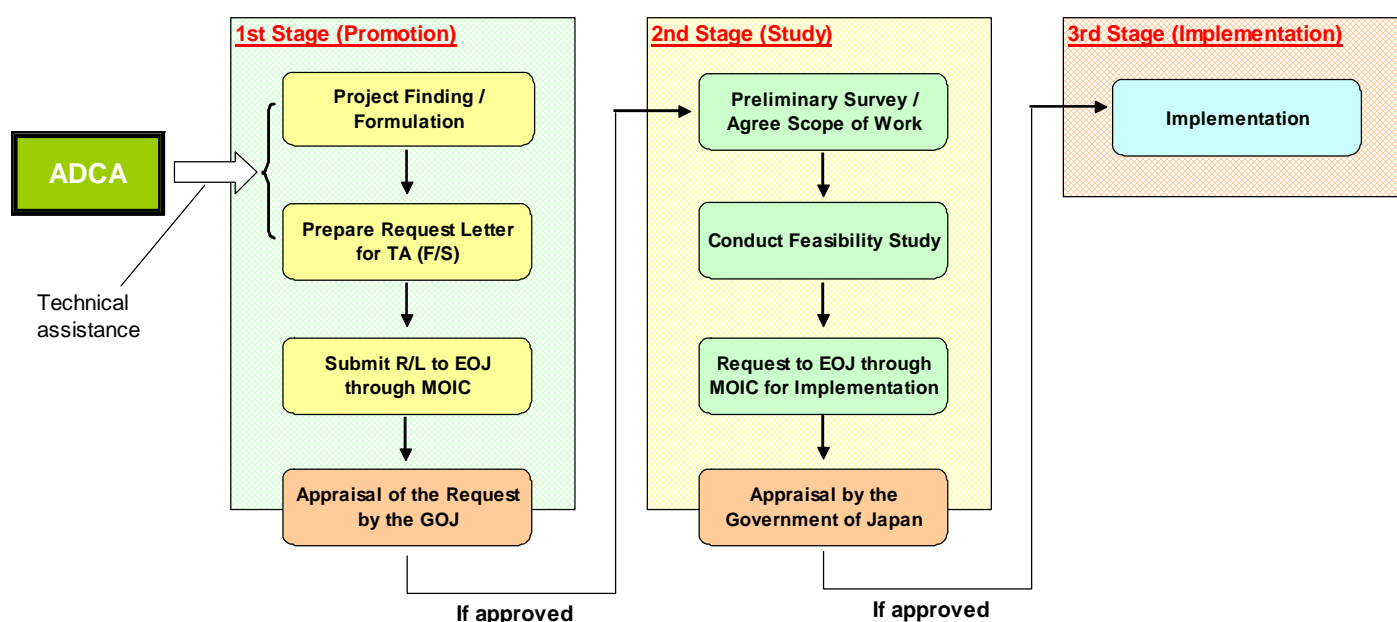 ADCA
Technical
assistance
1st Stage (Promotion)
Project Finding /
Formulation
Prepare Request Letter
for TA (F/S)
Submit R/L to EOJ
through MOIC
Appraisal of the Request
by the GOJ
If approved
2nd Stage (Study)
Preliminary Survey /
Agree Scope of Work
Conduct Feasibility Study
Request to EOJ through
MOIC for Implementation
Appraisal by the
Government of Japan
If approved
3rd Stage (Implementation)
Implementation